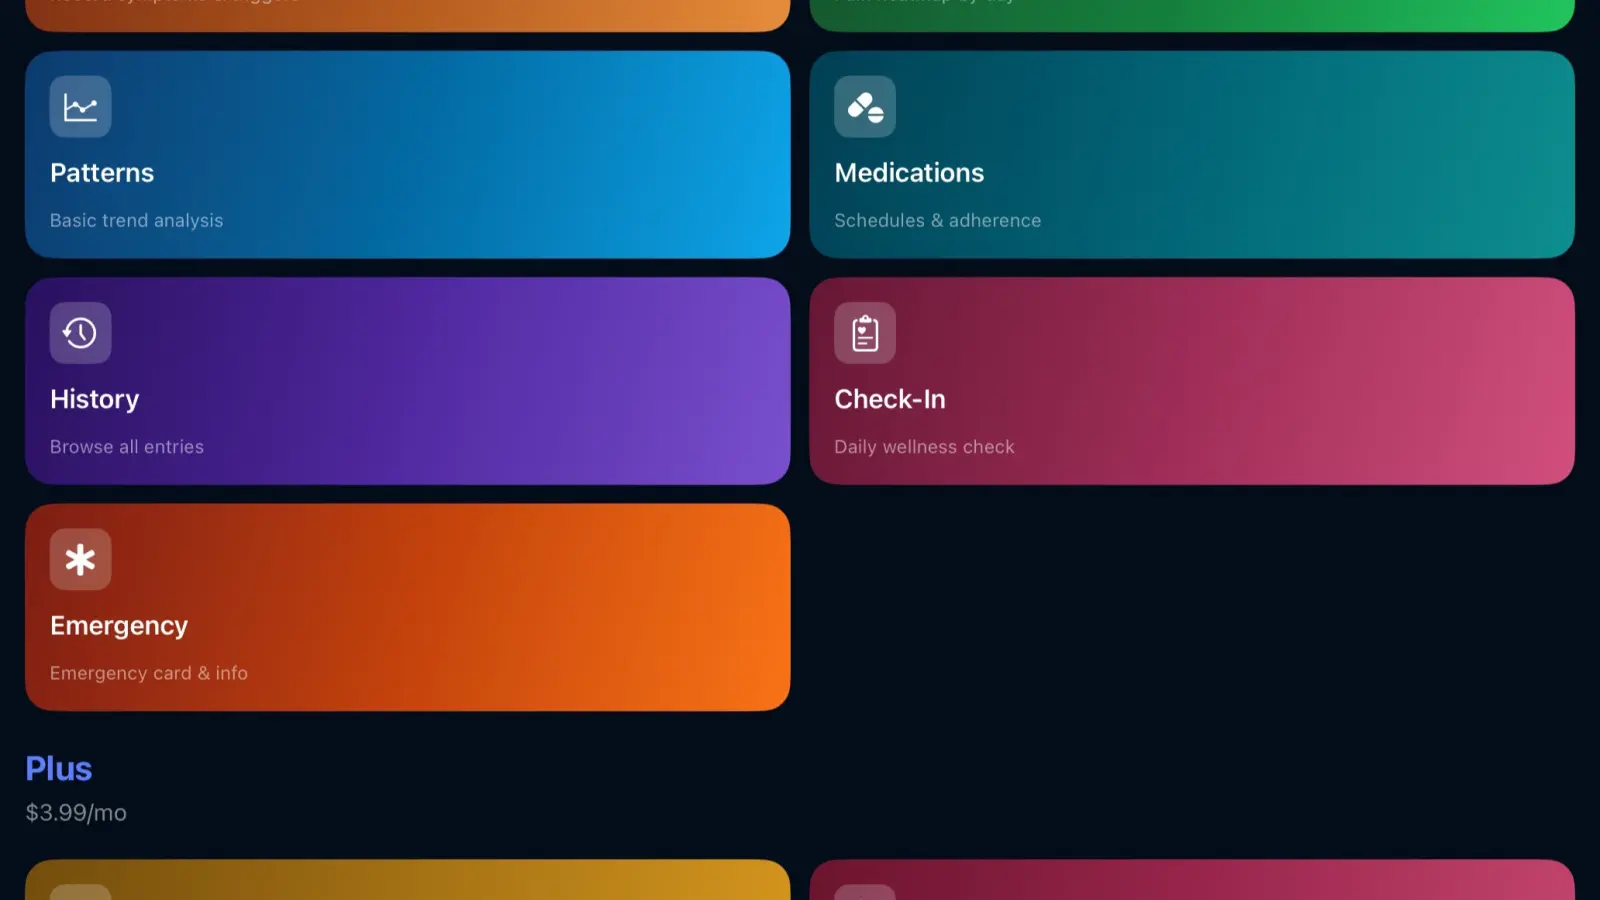 Patterns
Basic trend analysis
Medications
Schedules & adherence
History
Browse all entries
Check-In
Daily wellness check
Emergency
Emergency card & info
Plus
$3.99/mo